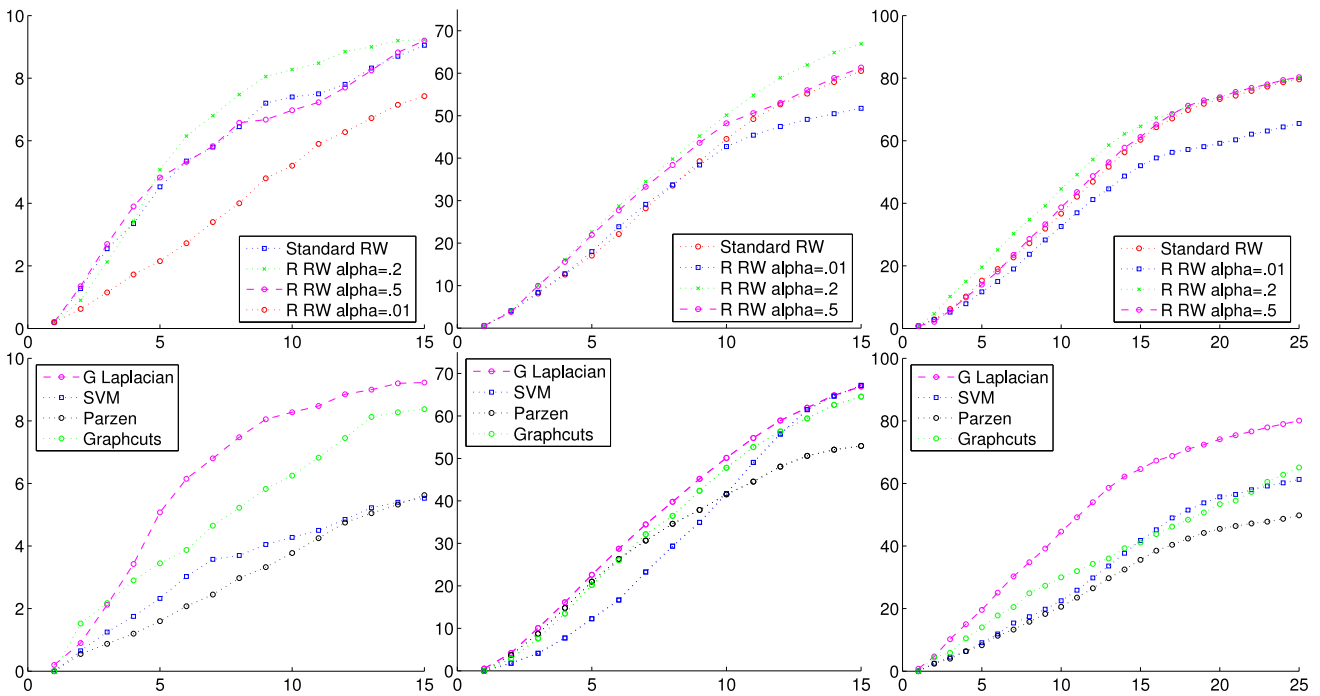 10
8
6
4
2
0
0 5 10 15
Standard RW
R RW alpha=.2
R RW alpha=.5
R RW alpha=.01
70
60
50
40
30
20
10
0
0 5 10 15
Standard RW
R RW alpha=.01
R RW alpha=.2
R RW alpha=.5
100
80
60
40
20
0
0 5 10 15 20 25
Standard RW
R RW alpha=.01
R RW alpha=.2
R RW alpha=.5
10
8
6
4
2
0
0 5 10 15
G Laplacian
SVM
Parzen
Graphcuts
70
60
50
40
30
20
10
0
0 5 10 15
G Laplacian
SVM
Parzen
Graphcuts
100
80
60
40
20
0
0 5 10 15 20 25
G Laplacian
SVM
Parzen
Graphcuts